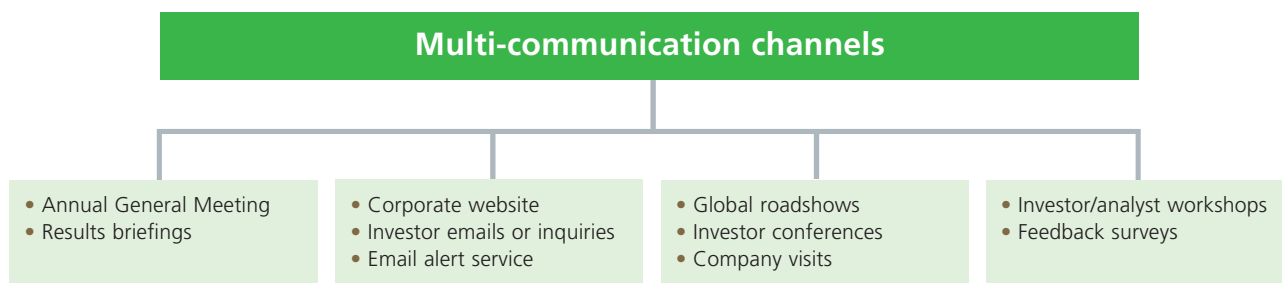 Multi-communication channels
• Annual General Meeting
• Results briefings
• Corporate website
• Investor emails or inquiries
• Email alert service
• Global roadshows
• Investor conferences
• Company visits
• Investor/analyst workshops
• Feedback surveys